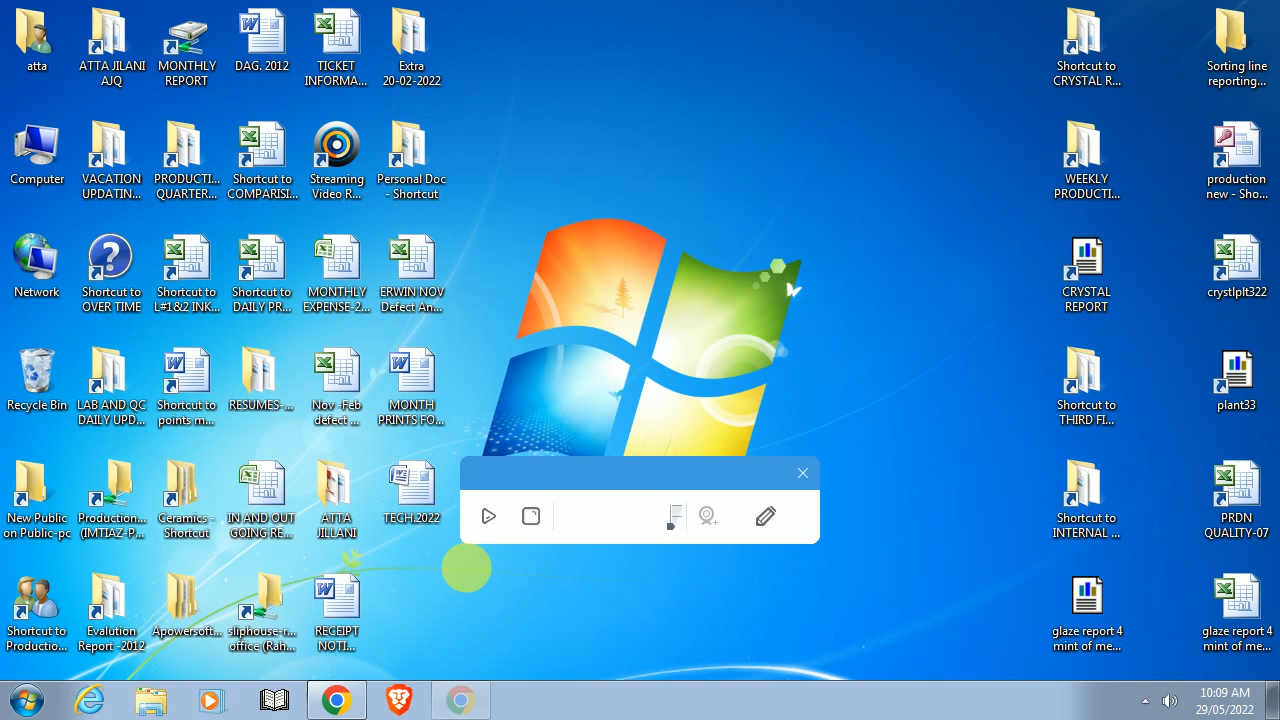 atta
ATTA JILANI
AJQ
MONTHLY
REPORT
DAG. 2012
TICKET
INFORMA...
Extra
20-02-2022
Shortcut to
CRYSTAL R...
Sorting line
reporting...
Computer
VACATION
UPDATIN...
PRODUCTI...
QUARTER...
Shortcut to
COMPARISI...
Streaming
Video R...
Personal Doc
- Shortcut
WEEKLY
PRODUCTI...
production
new - Sho...
Network
Shortcut to
OVER TIME
Shortcut to
L#1&2 INK...
Shortcut to
DAILY PR...
MONTHLY
EXPENSE-2...
ERWIN NOV
Defect An...
CRYSTAL
REPORT
crystlplt322
Recycle Bin
LAB AND QC
DAILY UPD...
Shortcut to
points m...
RESUMES-...
Nov -Feb
defect ...
MONTH
PRINTS FO...
Shortcut to
THIRD FI...
plant33
New Public
on Public-pc
Production...
(IMTIAZ-P...
Ceramics -
Shortcut
IN AND OUT
GOING RE...
ATTA
JILLANI
TECH.2022
Shortcut to
INTERNAL ...
PRDN
QUALITY-07
Shortcut to
Productio...
Evalution
Report -2012
Apowersoft...
sliphouse-r...
office (Rah...
RECEIPT
NOTI...
glaze report 4
mint of me...
glaze report 4
mint of me...
10:09 AM
29/05/2022